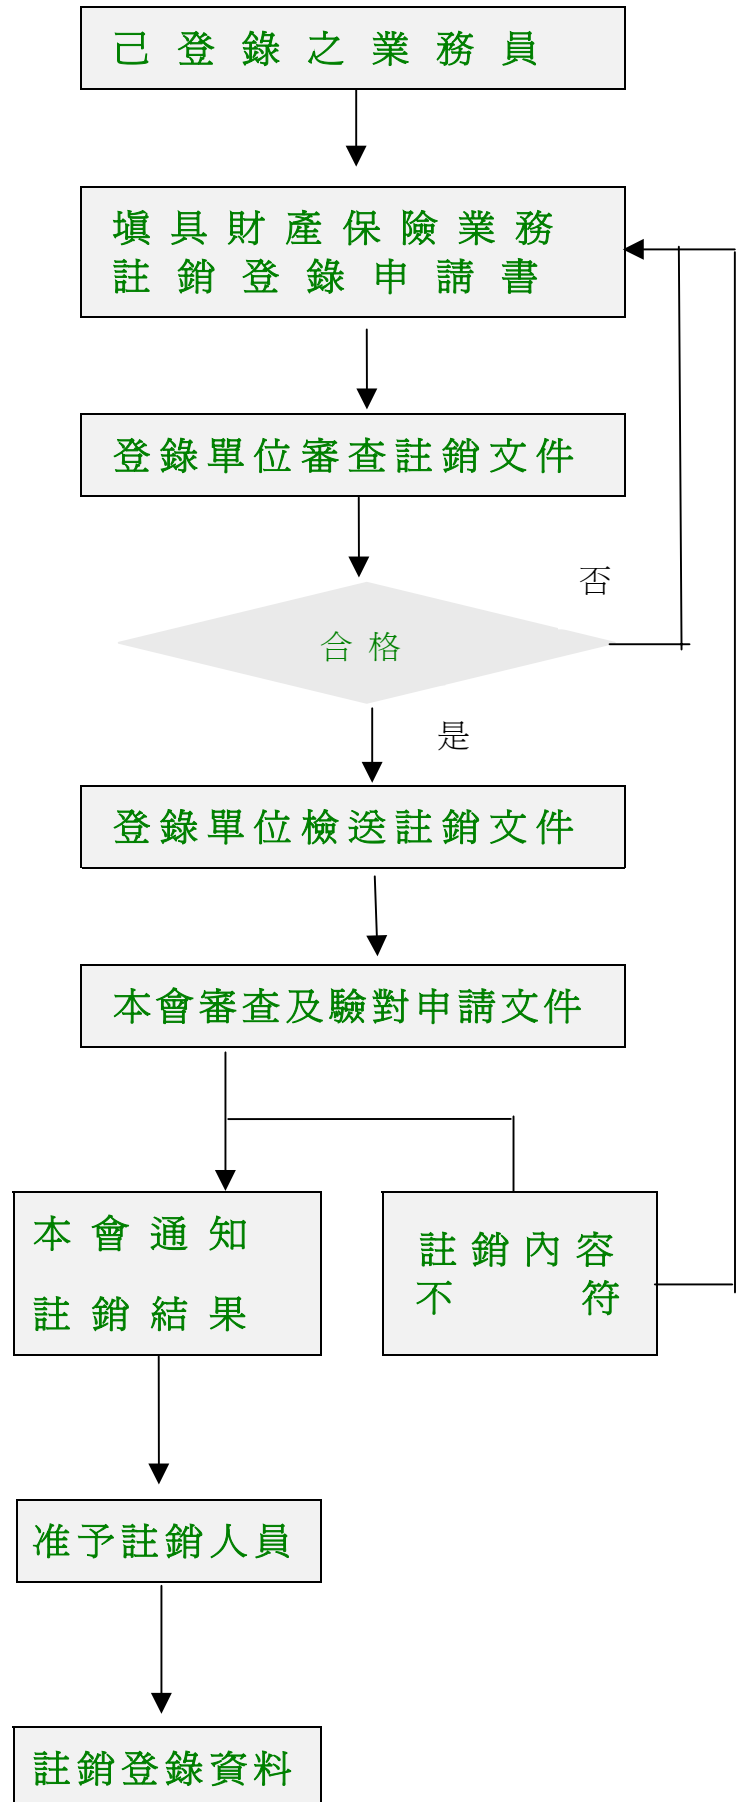 己登錄之業務員
填具財產保險業務
註銷登錄申請書
登錄單位審查註銷文件
否
合格
是
登錄單位檢送註銷文件
本會審查及驗對申請文件
本會通知
註銷結果
註銷內容
不符
准予註銷人員
註銷登錄資料